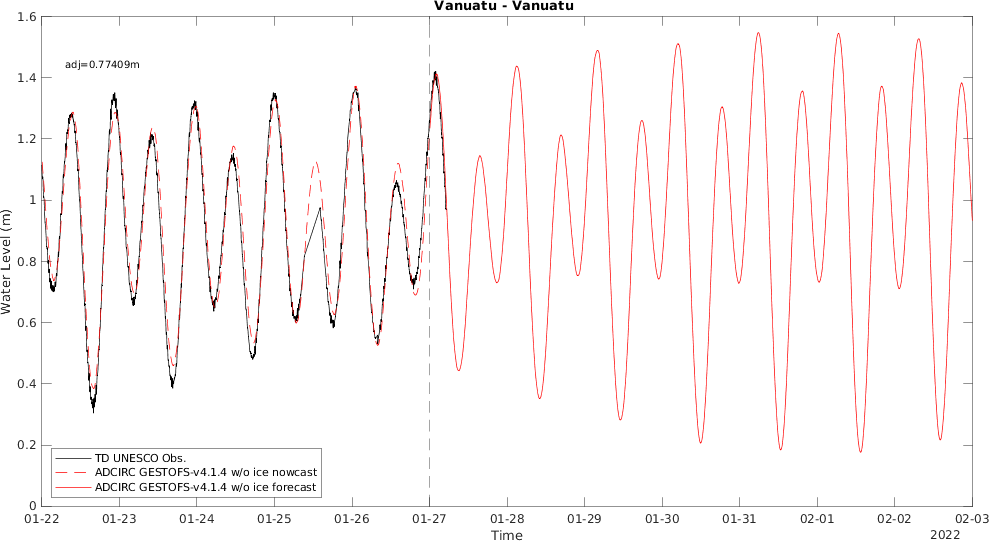 Vanuatu - Vanuatu
1.6
adj=0.77409m
1.4
1.2
1
0.8
0.6
0.4
0.2
0
Water Level (m)
TD UNESCO Obs.
ADCIRC GESTOFS-v4.1.4 w/o ice nowcast
ADCIRC GESTOFS-v4.1.4 w/o ice forecast
01-22 01-23 01-24 01-25 01-26 01-27 01-28 01-29 01-30 01-31 02-01 02-02 02-03
Time
2022